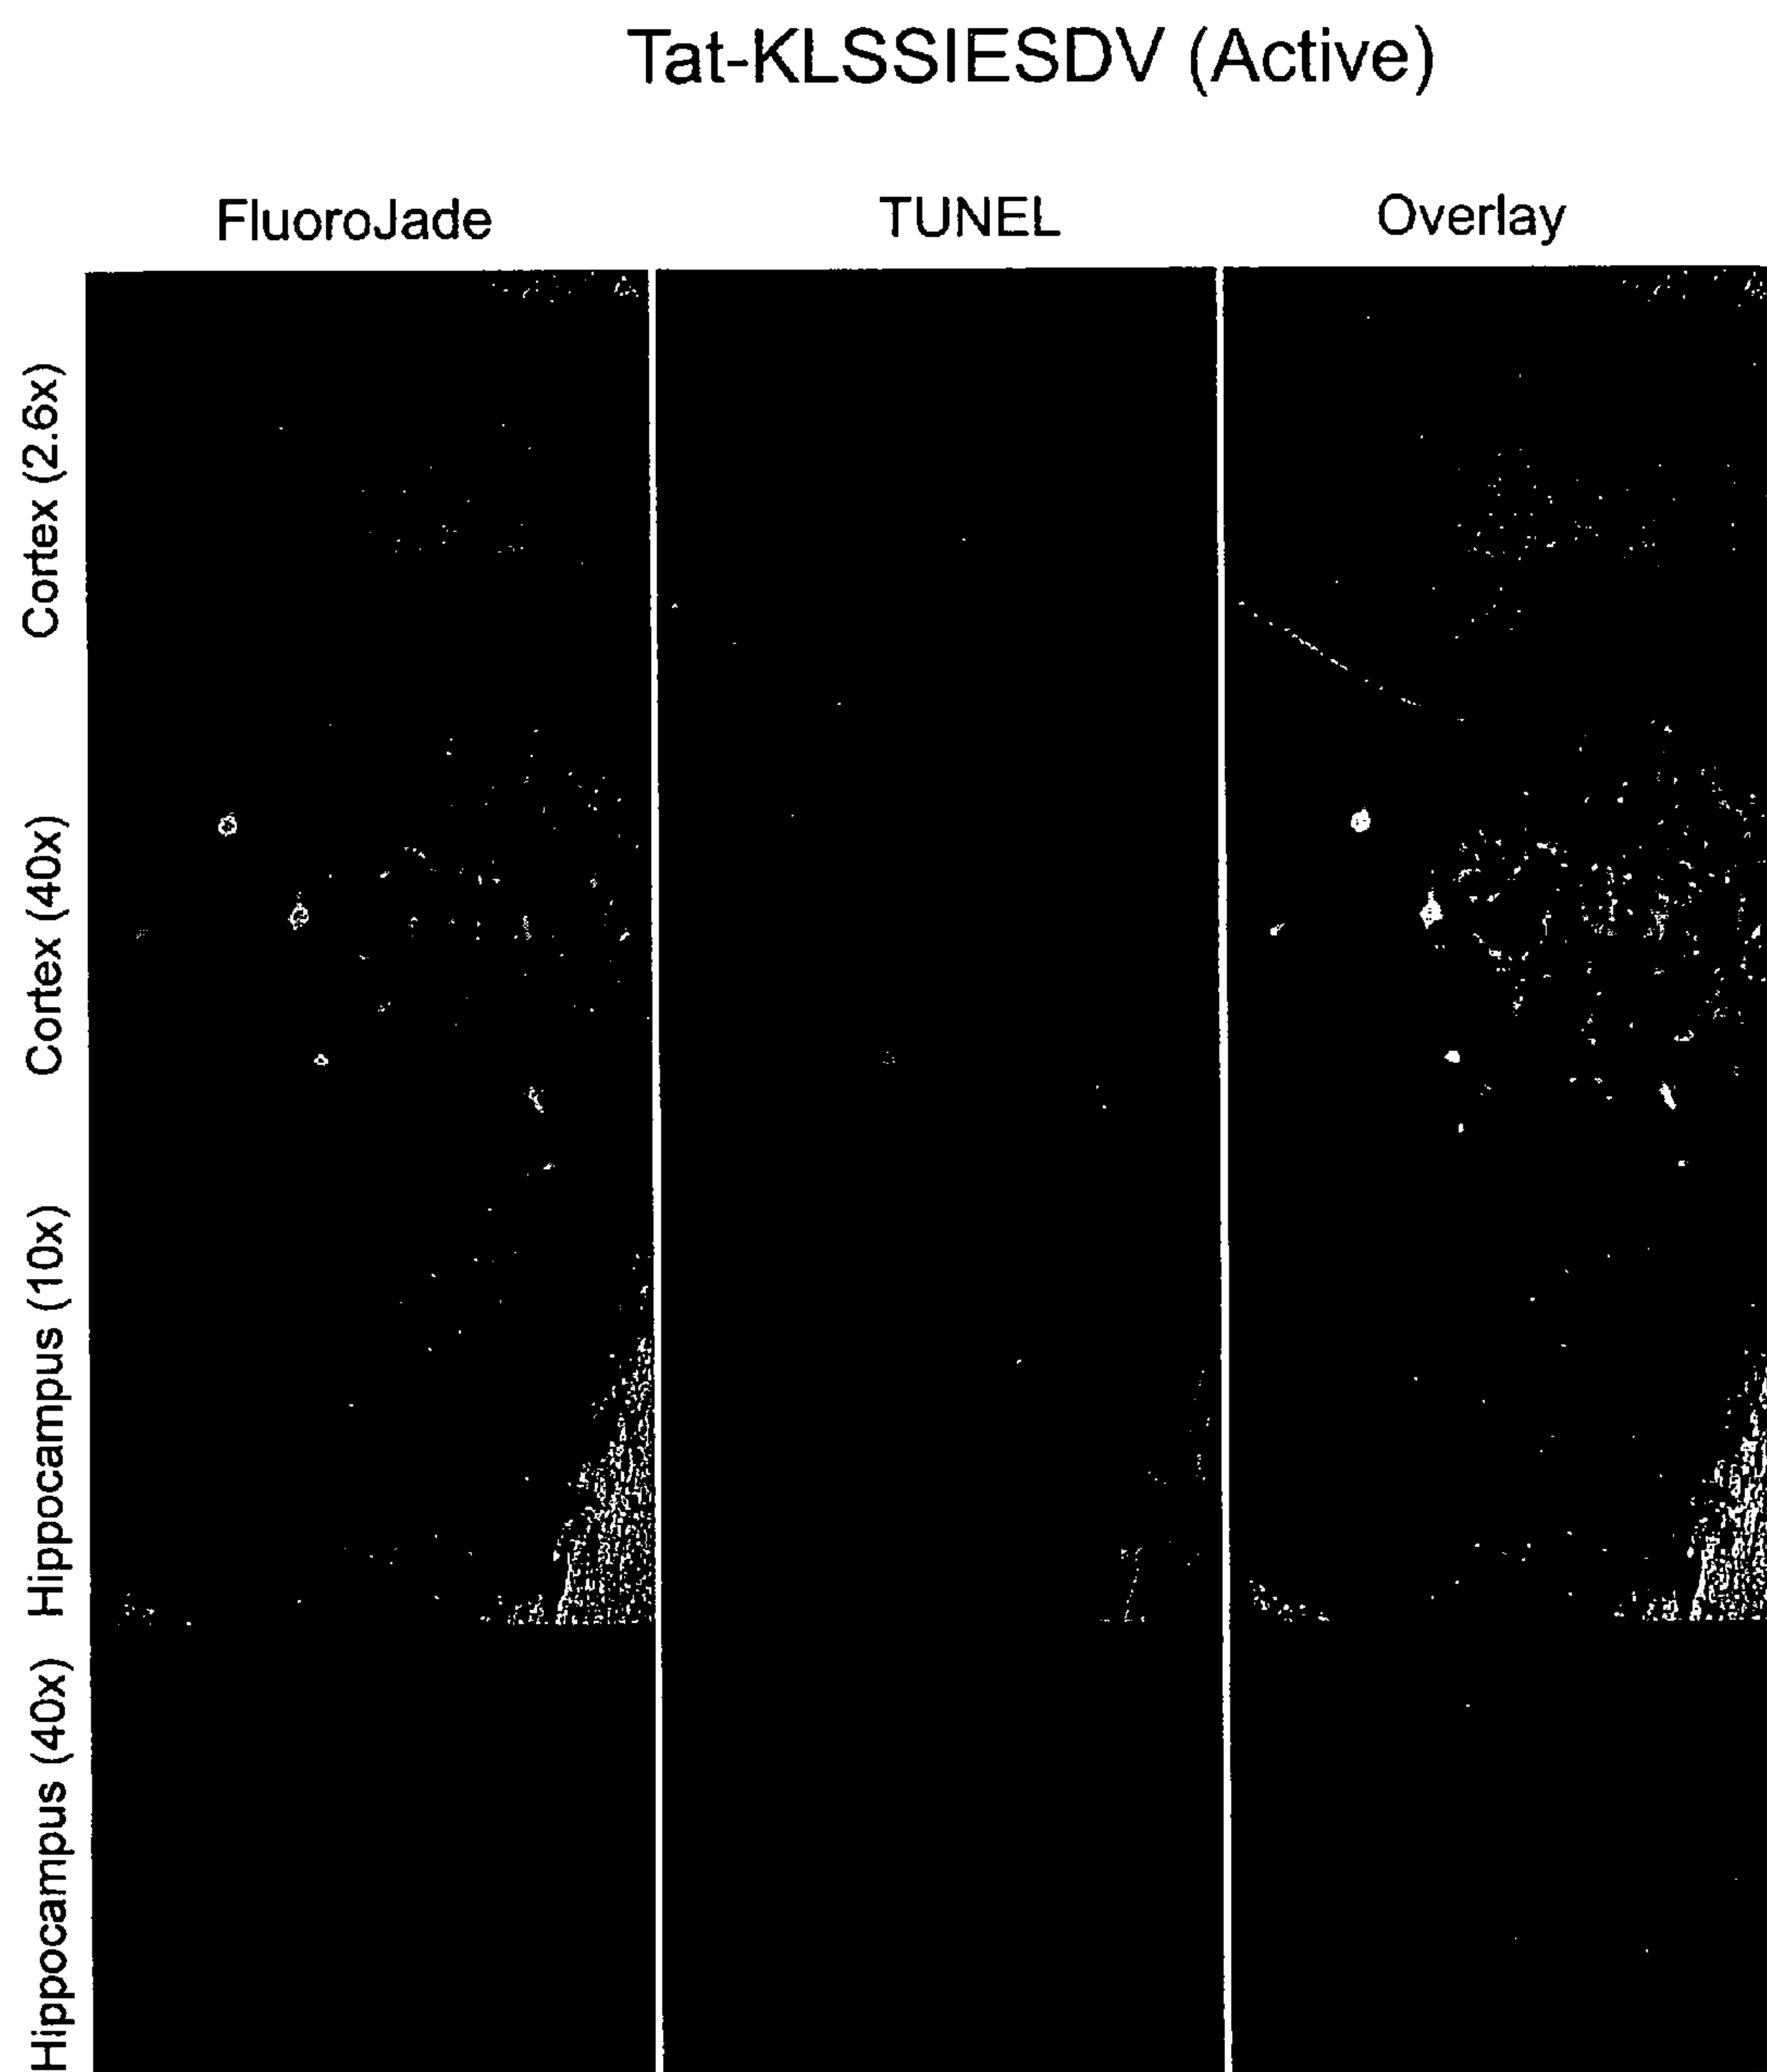 Tat-KLSSIESDV (Active)
FluoroJade TUNEL Overlay
Cortex (2.6x)
Cortex (40x)
Hippocampus (10x)
Hippocampus (40x)